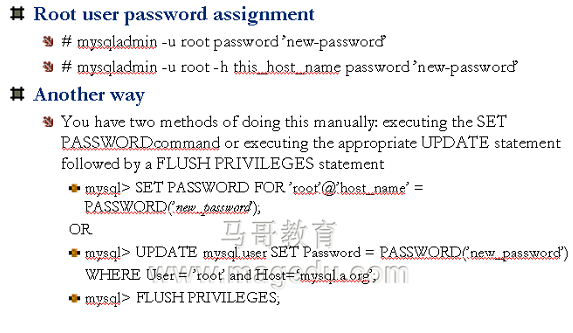 Root user password assignment
# mysqladmin -u root password 'new-password'
# mysqladmin -u root -h this_host_name password 'new-password'
Another way
You have two methods of doing this manually: executing the SET
PASSWORDcommand or executing the appropriate UPDATE statement
followed by a FLUSH PRIVILEGES statement
mysql> SET PASSWORD FOR 'root'@'host_name' =
PASSWORD('new_password');
OR
mysql> UPDATE mysql.user SET Password = PASSWORD('new_password')
WHERE User = 'root' and Host='mysql.a.org';
mysql> FLUSH PRIVILEGES;
马哥教育
www.magedu.com